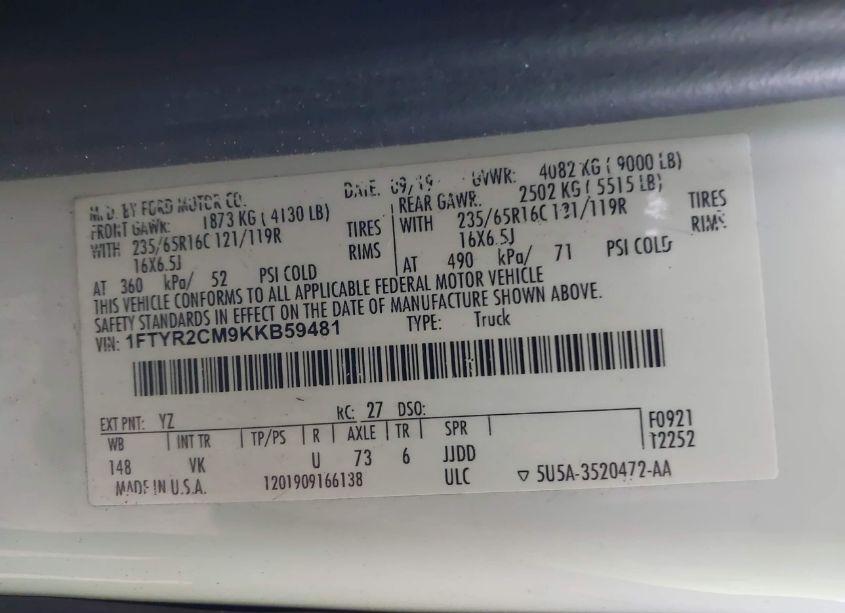 M.D. BY FORD MOTOR CO. DATE: 09/19 GVWR: 4082 KG ( 9000 LB)
FRONT GAWR: 1873 KG ( 4130 LB) REAR GAWR: 2502 KG ( 5515 LB)
WITH 235/65R16C 121/119R TIRES WITH 235/65R16C 121/119R TIRES
16X6.5J RIMS 16X6.5J RIMS
AT 360 kPa/ 52 PSI COLD AT 490 kPa/ 71 PSI COLD
THIS VEHICLE CONFORMS TO ALL APPLICABLE FEDERAL MOTOR VEHICLE
SAFETY STANDARDS IN EFFECT ON THE DATE OF MANUFACTURE SHOWN ABOVE.
VIN: 1FTYR2CM9KKB59481 TYPE: Truck
EXT PNT: YZ RC: 27 DSO:
WB INT TR TP/PS R AXLE TR SPR F0921
148 VK U 73 6 JJDD T2252
MADE IN U.S.A. 1201909166138 ULC ▽ 5U5A-3520472-AA